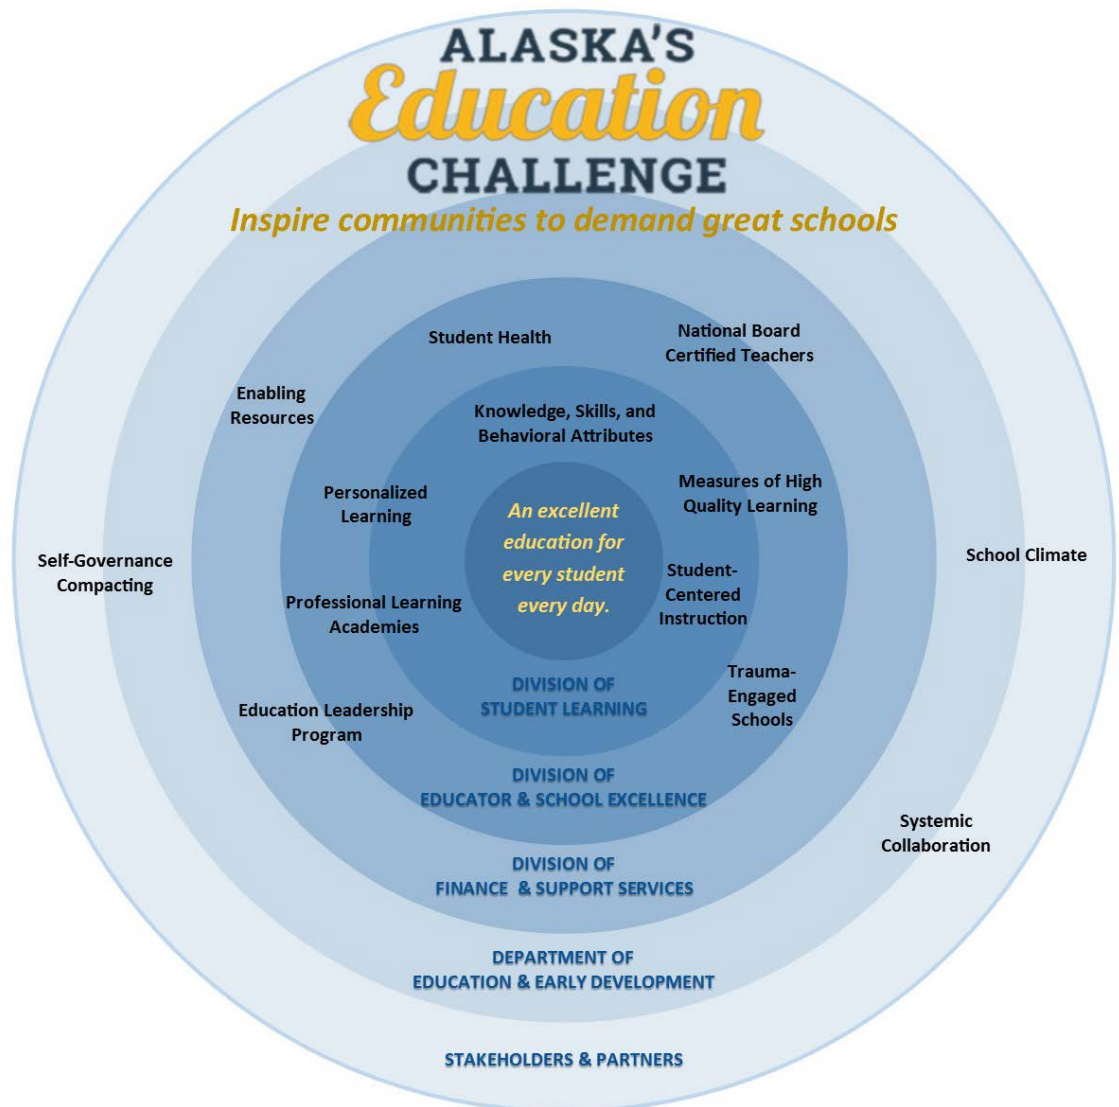 ALASKA'S
Education
CHALLENGE
Inspire communities to demand great schools
Student Health
National Board
Certified Teachers
Enabling
Resources
Knowledge, Skills, and
Behavioral Attributes
Personalized
Learning
Measures of High
Quality Learning
An excellent
education for
every student
every day.
Self-Governance
Compacting
School Climate
Student-
Centered
Instruction
Professional Learning
Academies
Trauma-
Engaged
Schools
Education Leadership
Program
DIVISION OF
STUDENT LEARNING
DIVISION OF
EDUCATOR & SCHOOL EXCELLENCE
Systemic
Collaboration
DIVISION OF
FINANCE & SUPPORT SERVICES
DEPARTMENT OF
EDUCATION & EARLY DEVELOPMENT
STAKEHOLDERS & PARTNERS